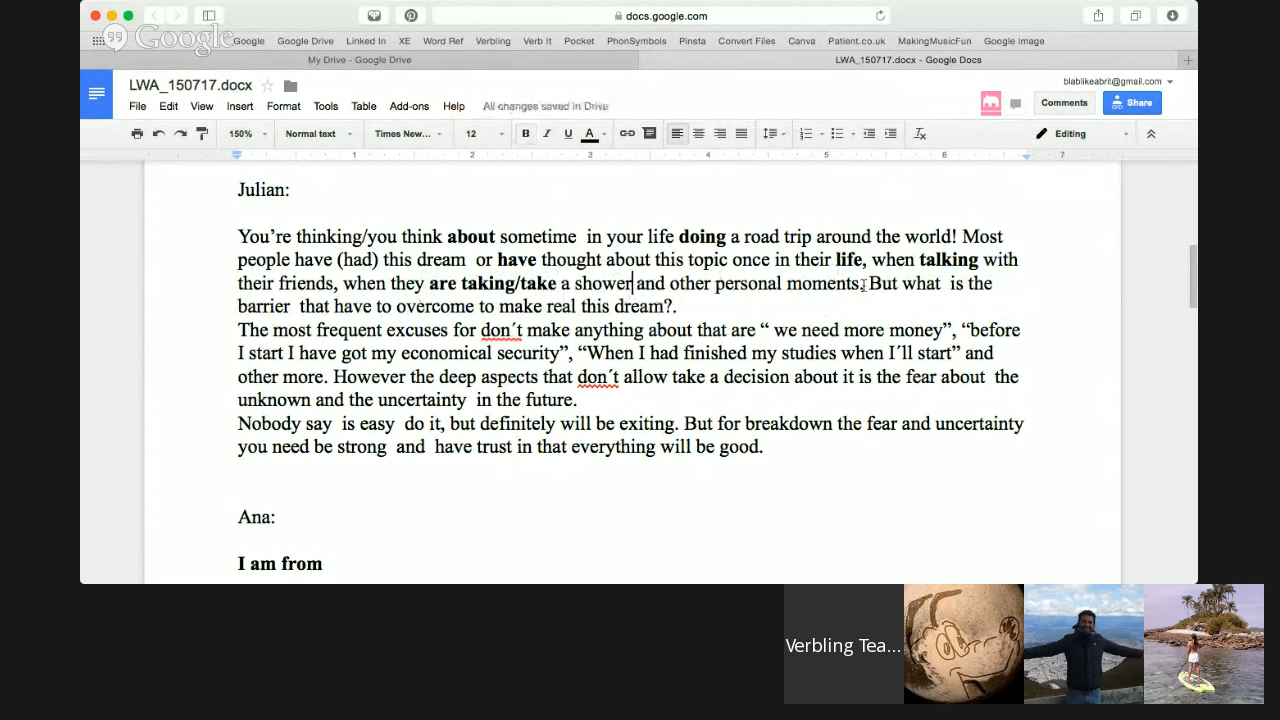 docs.google.com
Google
Google Google Drive Linked In XE Word Ref Verbling Verb It Pocket PhonSymbols Pinsta Convert Files Canva Patient.co.uk MakingMusicFun Google image
My Drive - Google Drive LWA_150717.docx - Google Docs
LWA_150717.docx
blablikeabrit@gmail.com
File Edit View Insert Format Tools Table Add-ons Help All changes saved in Drive
Comments Share
150% Normal text Times New... 12 B I U A Editing
1 2 3 4 5 6 7
Julian:
You're thinking/you think about sometime in your life doing a road trip around the world! Most
people have (had) this dream or have thought about this topic once in their life, when talking with
their friends, when they are taking/take a shower and other personal moments. But what is the
barrier that have to overcome to make real this dream?.
The most frequent excuses for don´t make anything about that are “ we need more money”, “before
I start I have got my economical security”, “When I had finished my studies when I´ll start” and
other more. However the deep aspects that don´t allow take a decision about it is the fear about the
unknown and the uncertainty in the future.
Nobody say is easy do it, but definitely will be exiting. But for breakdown the fear and uncertainty
you need be strong and have trust in that everything will be good.
Ana:
I am from
Verbling Tea...